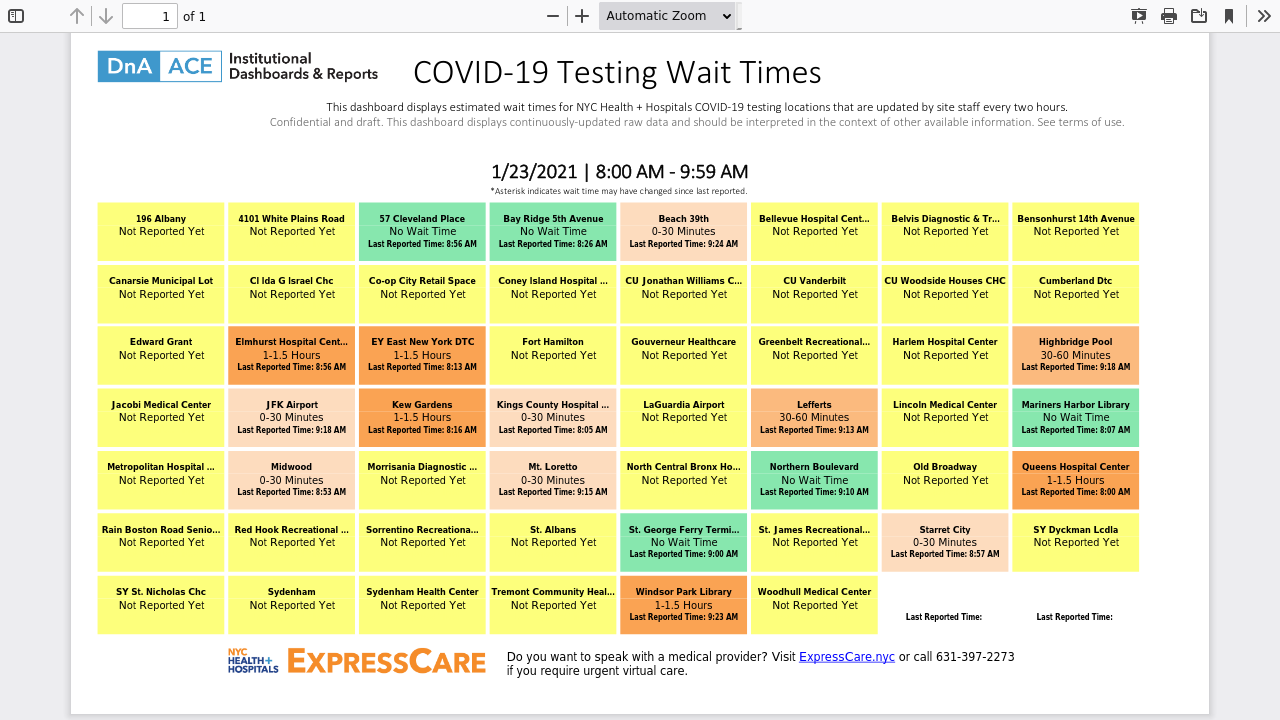 1 of 1
Automatic Zoom
DnA ACE Institutional
Dashboards & Reports
COVID-19 Testing Wait Times
This dashboard displays estimated wait times for NYC Health + Hospitals COVID-19 testing locations that are updated by site staff every two hours.
Confidential and draft. This dashboard displays continuously-updated raw data and should be interpreted in the context of other available information. See terms of use.
1/23/2021 | 8:00 AM - 9:59 AM
*Asterisk indicates wait time may have changed since last reported.
196 Albany
Not Reported Yet
4101 White Plains Road
Not Reported Yet
57 Cleveland Place
No Wait Time
Last Reported Time: 8:56 AM
Bay Ridge 5th Avenue
No Wait Time
Last Reported Time: 8:26 AM
Beach 39th
0-30 Minutes
Last Reported Time: 9:24 AM
Bellevue Hospital Cent...
Not Reported Yet
Belvis Diagnostic & Tr...
Not Reported Yet
Bensonhurst 14th Avenue
Not Reported Yet
Canarsie Municipal Lot
Not Reported Yet
Cl Ida G Israel Chc
Not Reported Yet
Co-op City Retail Space
Not Reported Yet
Coney Island Hospital ...
Not Reported Yet
CU Jonathan Williams C...
Not Reported Yet
CU Vanderbilt
Not Reported Yet
CU Woodside Houses CHC
Not Reported Yet
Cumberland Dtc
Not Reported Yet
Edward Grant
Not Reported Yet
Elmhurst Hospital Cent...
1-1.5 Hours
Last Reported Time: 8:56 AM
EY East New York DTC
1-1.5 Hours
Last Reported Time: 8:13 AM
Fort Hamilton
Not Reported Yet
Gouverneur Healthcare
Not Reported Yet
Greenbelt Recreational...
Not Reported Yet
Harlem Hospital Center
Not Reported Yet
Highbridge Pool
30-60 Minutes
Last Reported Time: 9:18 AM
Jacobi Medical Center
Not Reported Yet
JFK Airport
0-30 Minutes
Last Reported Time: 9:18 AM
Kew Gardens
1-1.5 Hours
Last Reported Time: 8:16 AM
Kings County Hospital ...
0-30 Minutes
Last Reported Time: 8:05 AM
LaGuardia Airport
Not Reported Yet
Lefferts
30-60 Minutes
Last Reported Time: 9:13 AM
Lincoln Medical Center
Not Reported Yet
Mariners Harbor Library
No Wait Time
Last Reported Time: 8:07 AM
Metropolitan Hospital ...
Not Reported Yet
Midwood
0-30 Minutes
Last Reported Time: 8:53 AM
Morrisania Diagnostic ...
Not Reported Yet
Mt. Loretto
0-30 Minutes
Last Reported Time: 9:15 AM
North Central Bronx Ho...
Not Reported Yet
Northern Boulevard
No Wait Time
Last Reported Time: 9:10 AM
Old Broadway
Not Reported Yet
Queens Hospital Center
1-1.5 Hours
Last Reported Time: 8:00 AM
Rain Boston Road Senio...
Not Reported Yet
Red Hook Recreational ...
Not Reported Yet
Sorrentino Recreationa...
Not Reported Yet
St. Albans
Not Reported Yet
St. George Ferry Termi...
No Wait Time
Last Reported Time: 9:00 AM
St. James Recreational...
Not Reported Yet
Starret City
0-30 Minutes
Last Reported Time: 8:57 AM
SY Dyckman Lcdla
Not Reported Yet
SY St. Nicholas Chc
Not Reported Yet
Sydenham
Not Reported Yet
Sydenham Health Center
Not Reported Yet
Tremont Community Heal...
Not Reported Yet
Windsor Park Library
1-1.5 Hours
Last Reported Time: 9:23 AM
Woodhull Medical Center
Not Reported Yet
Last Reported Time:
Last Reported Time:
NYC
HEALTH+
HOSPITALS
EXPRESSCARE
Do you want to speak with a medical provider? Visit ExpressCare.nyc or call 631-397-2273
if you require urgent virtual care.